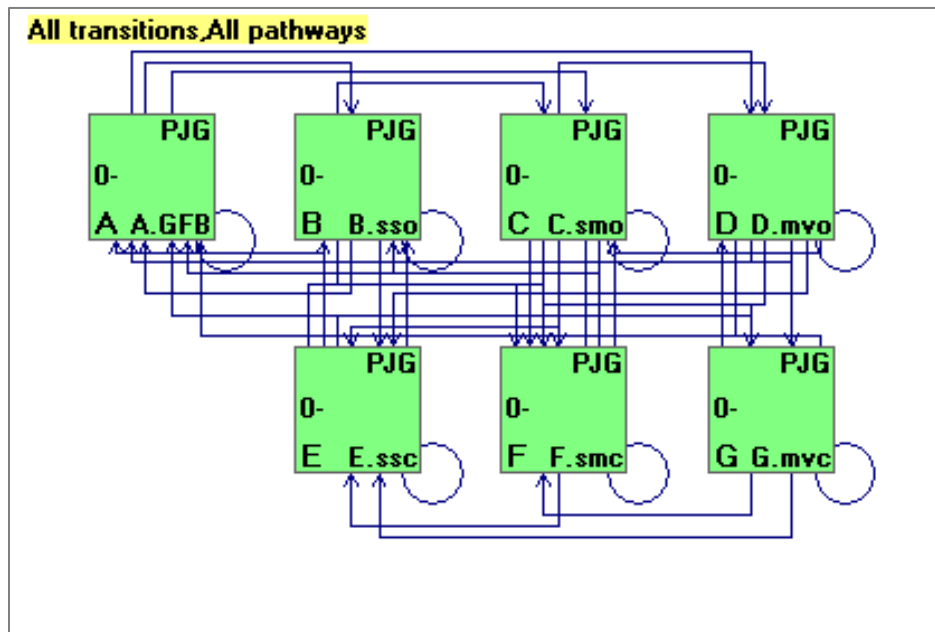 All transitions,All pathways
PJG PJG PJG PJG
0- 0- 0- 0-
A A.GFB B B.sso C C.smo D D.mvo
PJG PJG PJG
0- 0- 0-
E E.ssc F F.smc G G.mvc